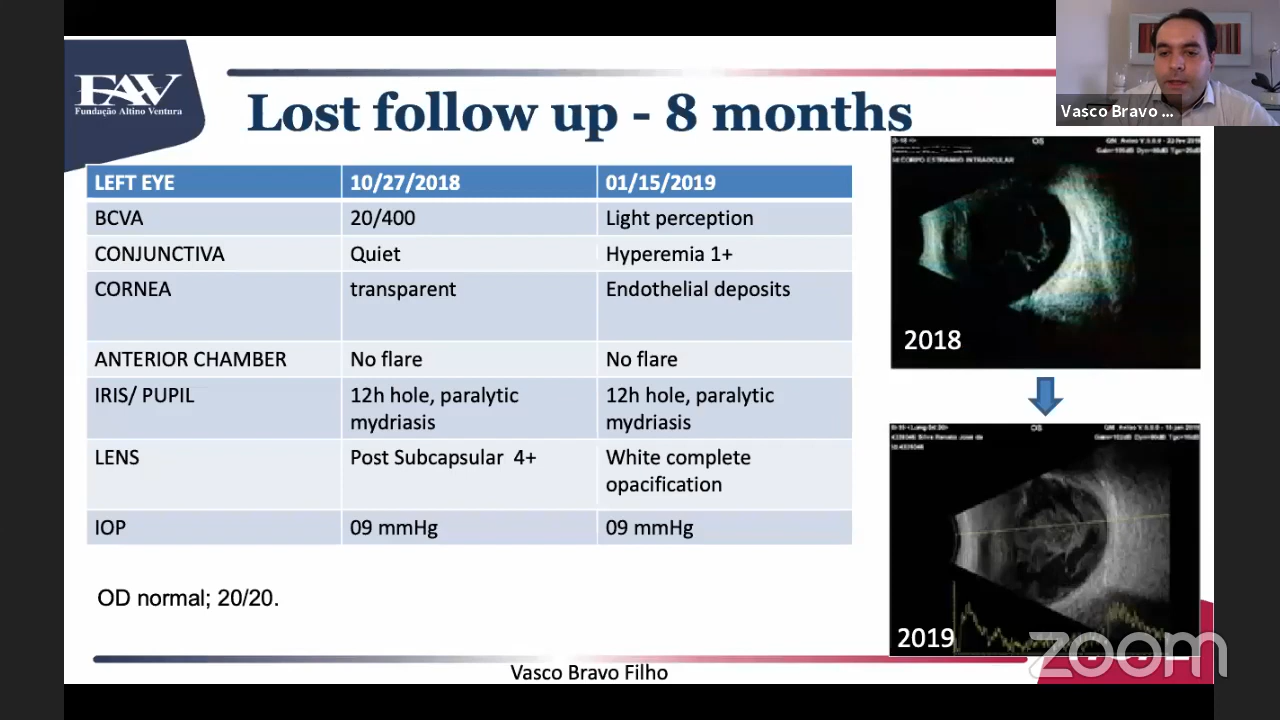 FAV
Fundação Altino Ventura
Lost follow up - 8 months
Vasco Bravo ...
LEFT EYE 10/27/2018 01/15/2019
BCVA 20/400 Light perception
CONJUNCTIVA Quiet Hyperemia 1+
CORNEA transparent Endothelial deposits
ANTERIOR CHAMBER No flare No flare
IRIS/ PUPIL 12h hole, paralytic 12h hole, paralytic
mydriasis mydriasis
LENS Post Subcapsular 4+ White complete
opacification
IOP 09 mmHg 09 mmHg
OD normal; 20/20.
OS
CORPO ESTRANHO INTRAOCULAR
2018
OS
2019
zoom
Vasco Bravo Filho